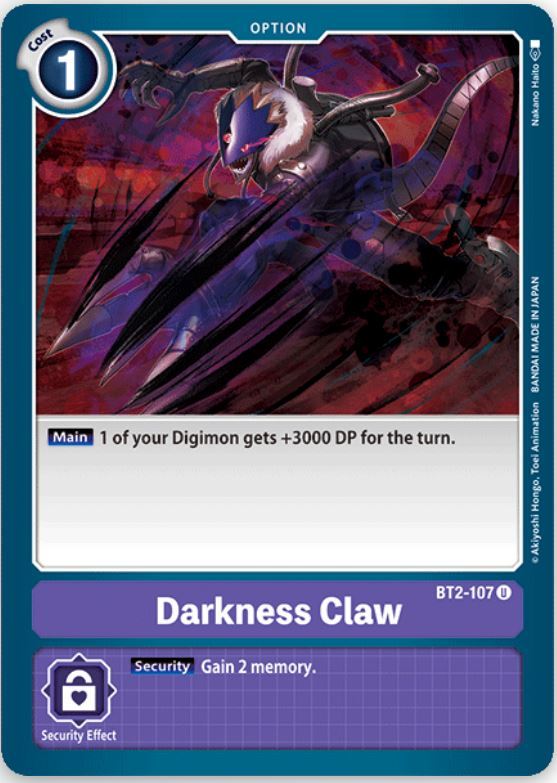 OPTION
Cost
1
Nakano Haito
Main 1 of your Digimon gets +3000 DP for the turn.
© Akiyoshi Hongo, Toei Animation BANDAI MADE IN JAPAN
BT2-107 U
Darkness Claw
Security Gain 2 memory.
Security Effect